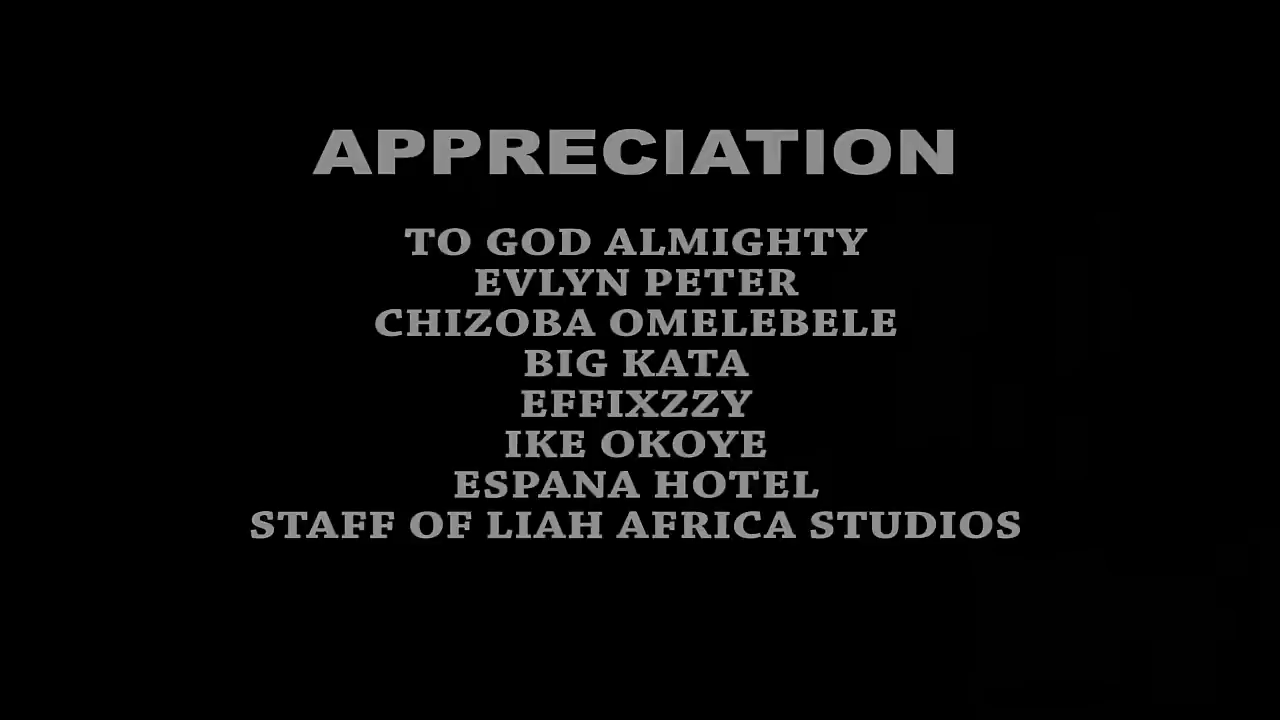 APPRECIATION
TO GOD ALMIGHTY
EVLYN PETER
CHIZOBA OMELEBELE
BIG KATA
EFFIXZZY
IKE OKOYE
ESPANA HOTEL
STAFF OF LIAH AFRICA STUDIOS